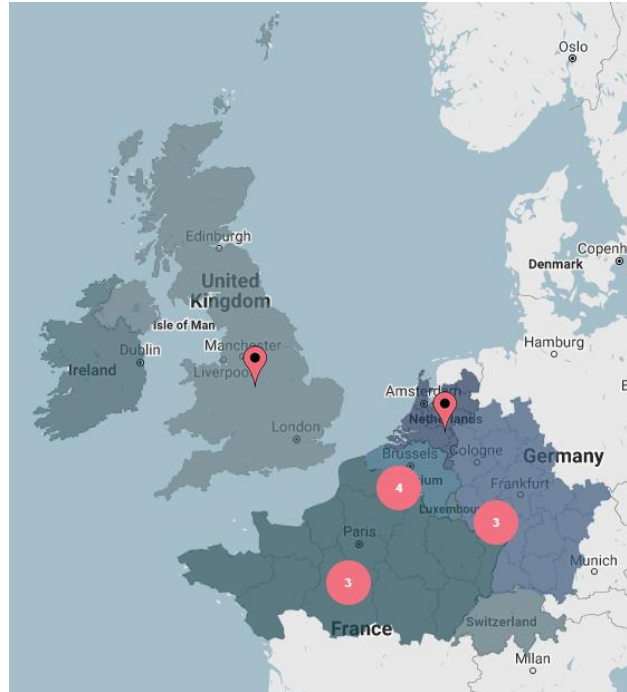 Oslo
Edinburgh
United
Kingdom
Denmark
Isle of Man
Hamburg
Dublin
Manchester
Ireland
Liverpool
Amsterdam
Netherlands
London
Brussels
Cologne
Germany
4
Frankfurt
3
Paris
Munich
3
France
Switzerland
Milan